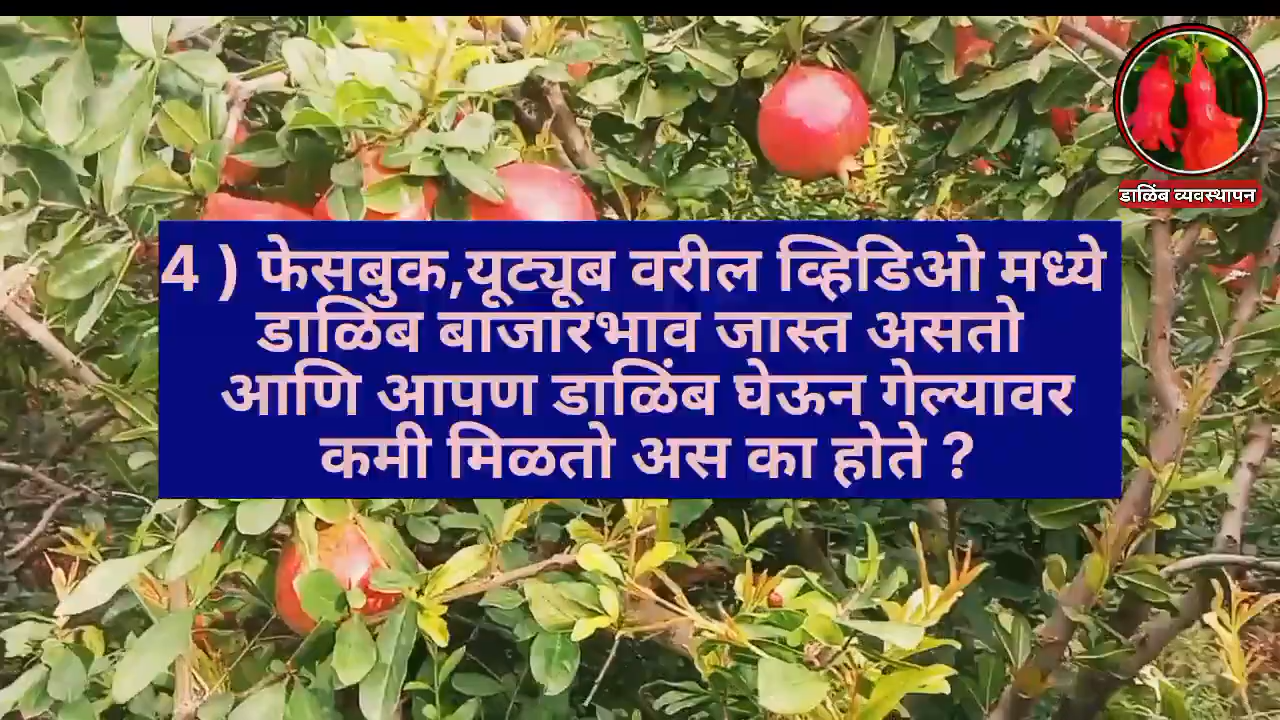 डाळिंब व्यवस्थापन
4 ) फेसबुक,यूट्यूब वरील व्हिडिओ मध्ये
डाळिंब बाजारभाव जास्त असतो
आणि आपण डाळिंब घेऊन गेल्यावर
कमी मिळतो अस का होते ?